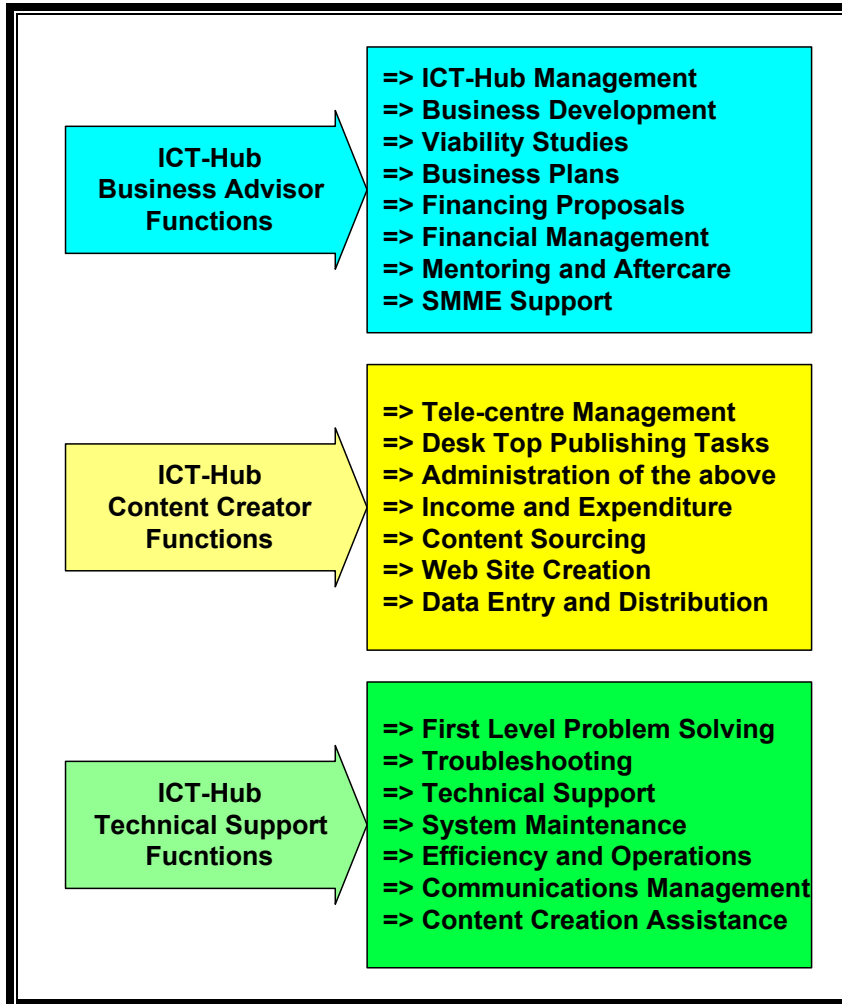 ICT-Hub
Business Advisor
Functions
=> ICT-Hub Management
=> Business Development
=> Viability Studies
=> Business Plans
=> Financing Proposals
=> Financial Management
=> Mentoring and Aftercare
=> SMME Support
ICT-Hub
Content Creator
Functions
=> Tele-centre Management
=> Desk Top Publishing Tasks
=> Administration of the above
=> Income and Expenditure
=> Content Sourcing
=> Web Site Creation
=> Data Entry and Distribution
ICT-Hub
Technical Support
Fucntions
=> First Level Problem Solving
=> Troubleshooting
=> Technical Support
=> System Maintenance
=> Efficiency and Operations
=> Communications Management
=> Content Creation Assistance